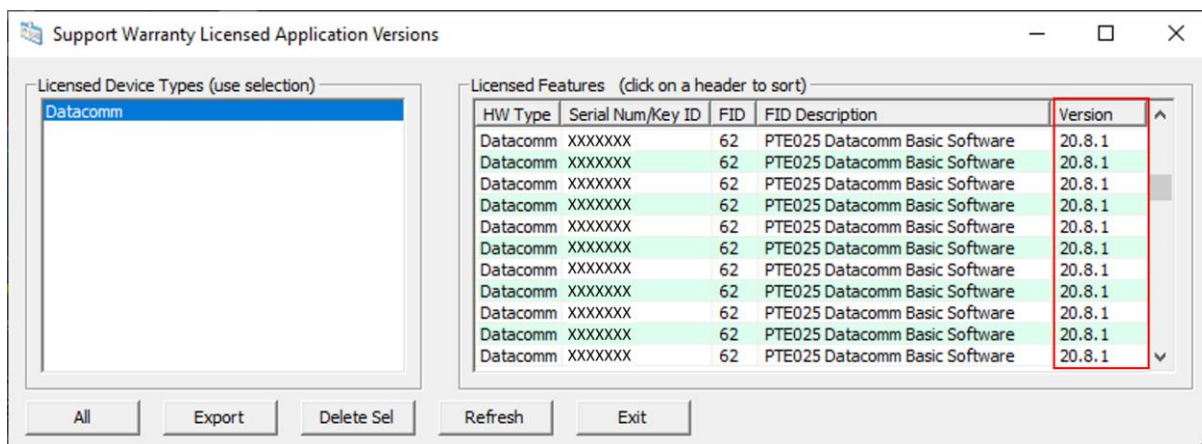 Support Warranty Licensed Application Versions
Licensed Device Types (use selection)
Datacomm
Licensed Features (click on a header to sort)
HW Type Serial Num/Key ID FID FID Description Version
Datacomm XXXXXXX 62 PTE025 Datacomm Basic Software 20.8.1
Datacomm XXXXXXX 62 PTE025 Datacomm Basic Software 20.8.1
Datacomm XXXXXXX 62 PTE025 Datacomm Basic Software 20.8.1
Datacomm XXXXXXX 62 PTE025 Datacomm Basic Software 20.8.1
Datacomm XXXXXXX 62 PTE025 Datacomm Basic Software 20.8.1
Datacomm XXXXXXX 62 PTE025 Datacomm Basic Software 20.8.1
Datacomm XXXXXXX 62 PTE025 Datacomm Basic Software 20.8.1
Datacomm XXXXXXX 62 PTE025 Datacomm Basic Software 20.8.1
Datacomm XXXXXXX 62 PTE025 Datacomm Basic Software 20.8.1
Datacomm XXXXXXX 62 PTE025 Datacomm Basic Software 20.8.1
Datacomm XXXXXXX 62 PTE025 Datacomm Basic Software 20.8.1
All Export Delete Sel Refresh Exit